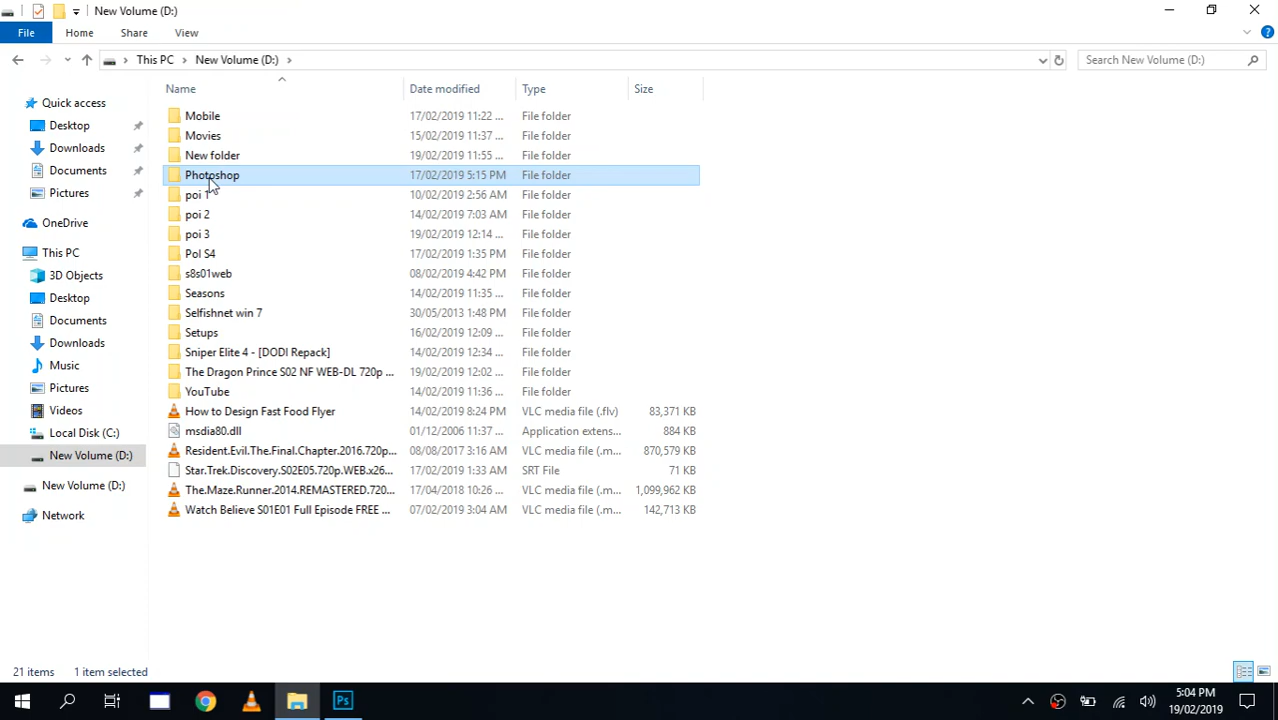 New Volume (D:)
File Home Share View
This PC New Volume (D:)
Search New Volume (D:)
Quick access
Desktop
Downloads
Documents
Pictures
OneDrive
This PC
3D Objects
Desktop
Documents
Downloads
Music
Pictures
Videos
Local Disk (C:)
New Volume (D:)
New Volume (D:)
Network
Name Date modified Type Size
Mobile 17/02/2019 11:22 ... File folder
Movies 15/02/2019 11:37 ... File folder
New folder 19/02/2019 11:55 ... File folder
Photoshop 17/02/2019 5:15 PM File folder
poi 1 10/02/2019 2:56 AM File folder
poi 2 14/02/2019 7:03 AM File folder
poi 3 19/02/2019 12:14 ... File folder
PoI S4 17/02/2019 1:35 PM File folder
s8s01web 08/02/2019 4:42 PM File folder
Seasons 14/02/2019 11:35 ... File folder
Selfishnet win 7 30/05/2013 1:48 PM File folder
Setups 16/02/2019 12:09 ... File folder
Sniper Elite 4 - [DODI Repack] 14/02/2019 12:34 ... File folder
The Dragon Prince S02 NF WEB-DL 720p ... 19/02/2019 12:02 ... File folder
YouTube 14/02/2019 11:36 ... File folder
How to Design Fast Food Flyer 14/02/2019 8:24 PM VLC media file (.flv) 83,371 KB
msdia80.dll 01/12/2006 11:37 ... Application extens... 884 KB
Resident.Evil.The.Final.Chapter.2016.720p... 08/08/2017 3:16 AM VLC media file (.m... 870,579 KB
Star.Trek.Discovery.S02E05.720p.WEB.x26... 17/02/2019 1:33 AM SRT File 71 KB
The.Maze.Runner.2014.REMASTERED.720... 17/04/2018 10:26 ... VLC media file (.m... 1,099,962 KB
Watch Believe S01E01 Full Episode FREE ... 07/02/2019 3:04 AM VLC media file (.m... 142,713 KB
21 items 1 item selected
Ps
5:04 PM
19/02/2019